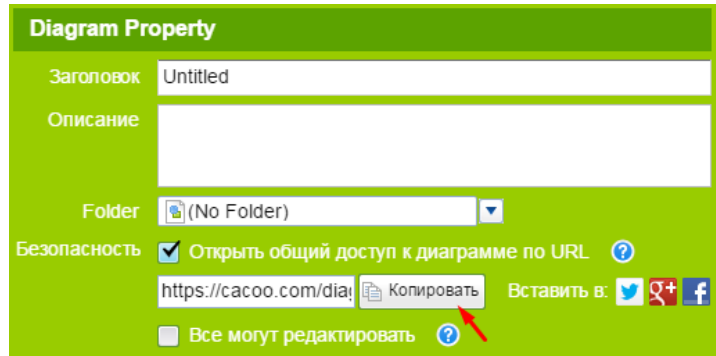 Diagram Property
Заголовок Untitled
Описание
Folder (No Folder)
Безопасность Открыть общий доступ к диаграмме по URL ?
https://cacoo.com/dia Копировать Вставить в: g+ f
Все могут редактировать ?